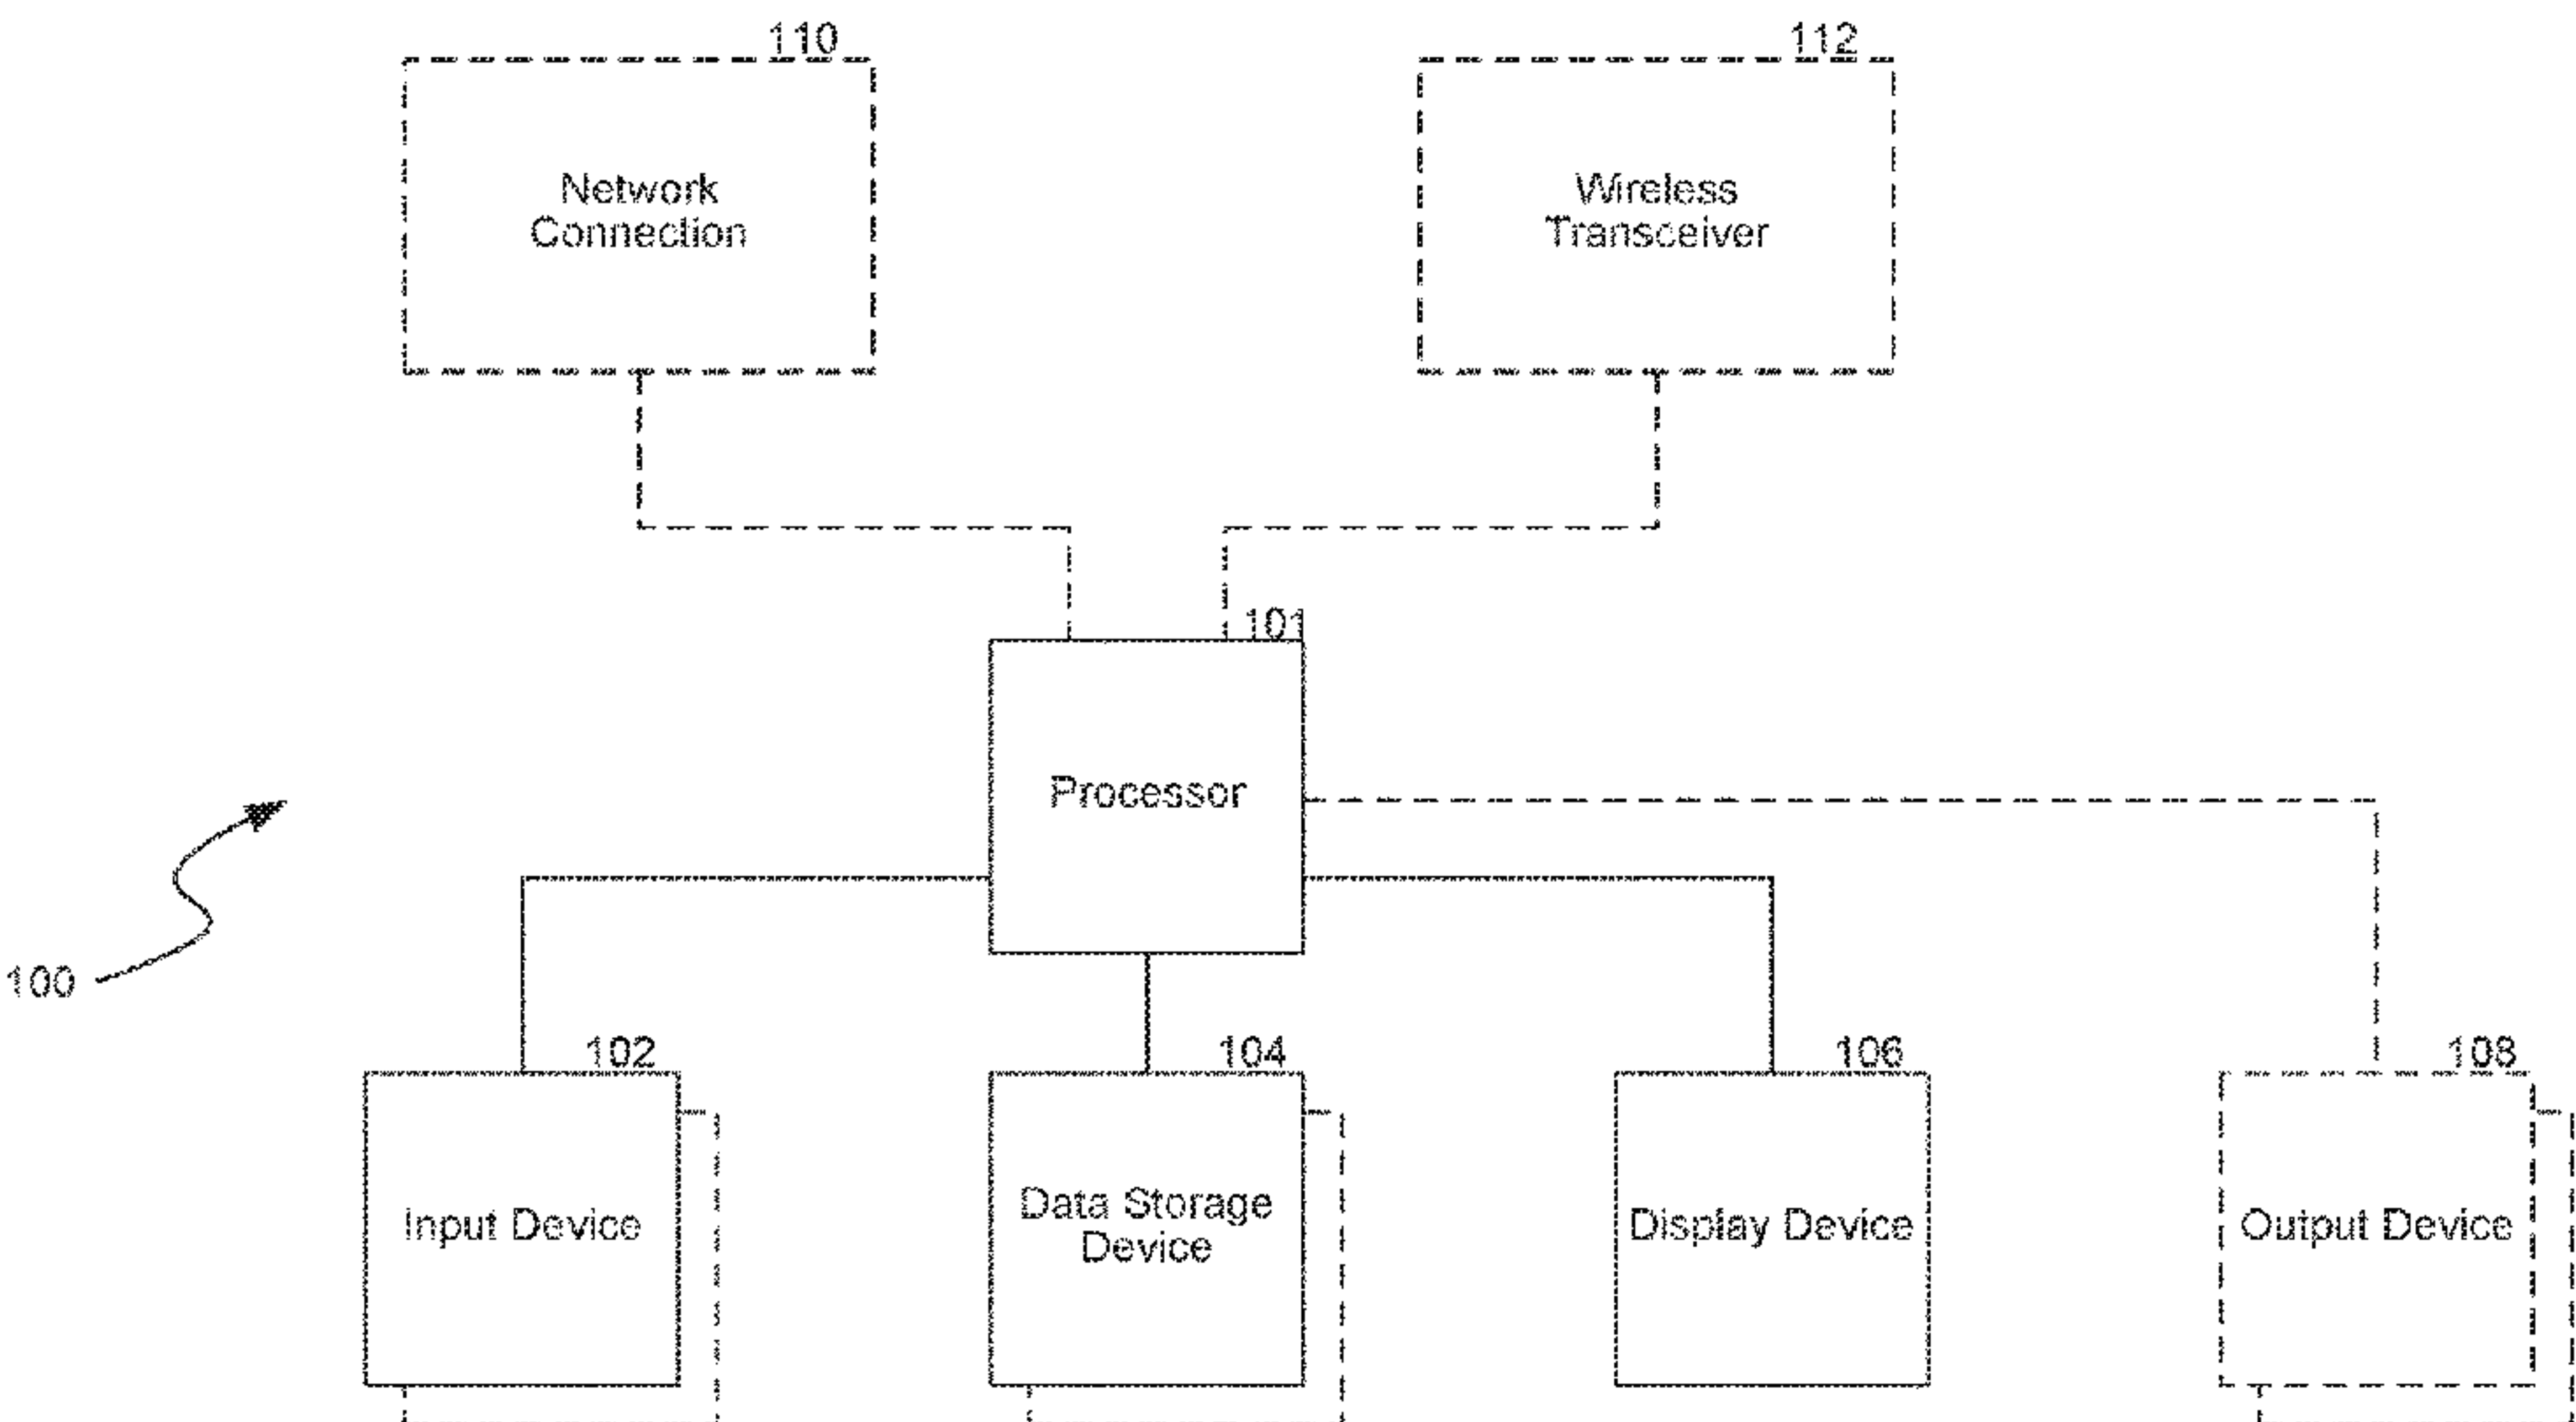 110
112
Network
Connection
Wireless
Transceiver
101
Processor
100
102
104
106
108
Input Device
Data Storage
Device
Display Device
Output Device